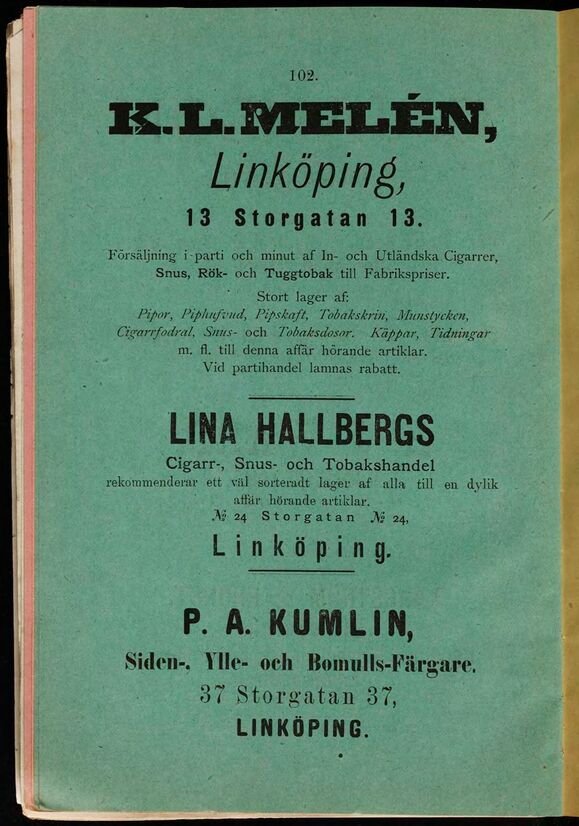 102.
K. L. MELÉN,
Linköping,
13 Storgatan 13.
Försäljning i parti och minut af In- och Utländska Cigarrer,
Snus, Rök- och Tuggtobak till Fabrikspriser.
Stort lager af:
Pipor, Piphufvud, Pipskaft, Tobakskrin, Munstycken,
Cigarrfodral, Snus- och Tobaksdosor. Käppar, Tidningar
m. fl. till denna affär hörande artiklar.
Vid partihandel lamnas rabatt.
LINA HALLBERGS
Cigarr-, Snus- och Tobakshandel
rekommenderar ett väl sorteradt lager af alla till en dylik
affär hörande artiklar.
№ 24 Storgatan № 24,
Linköping.
P. A. KUMLIN,
Siden-, Ylle- och Bomulls-Färgare.
37 Storgatan 37,
LINKÖPING.